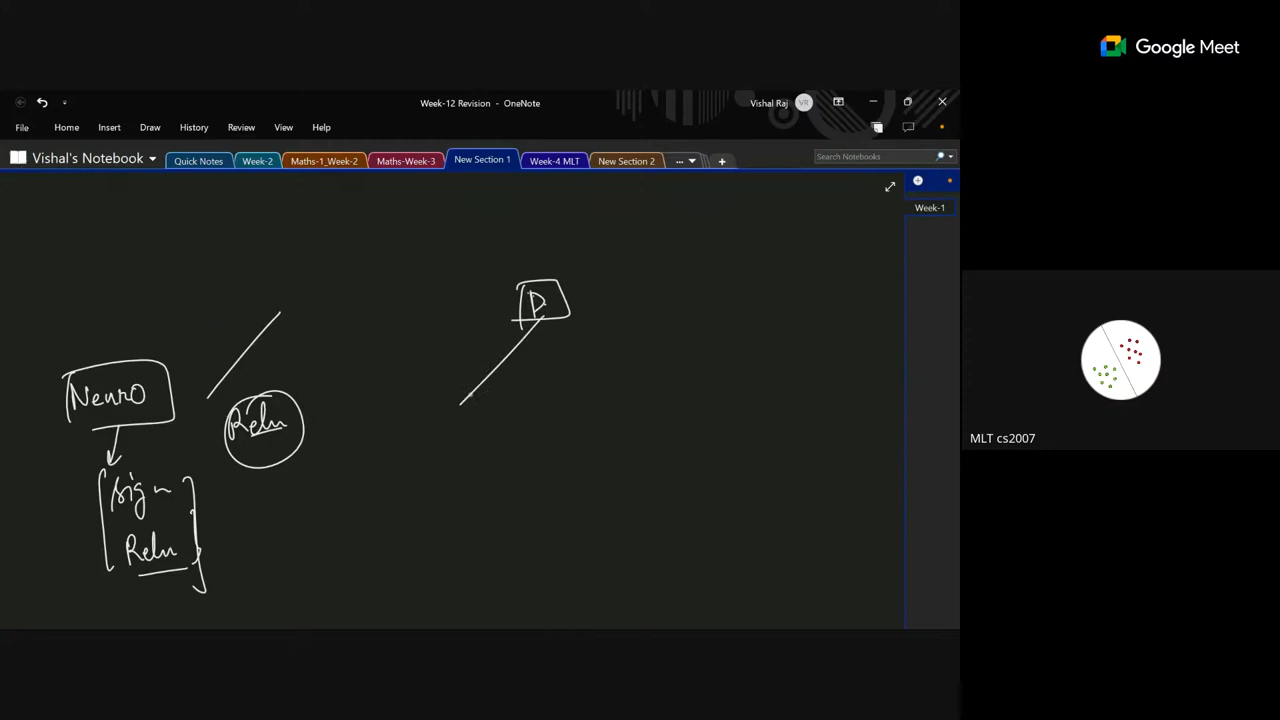 Google Meet
Week-12 Revision - OneNote
Vishal Raj
VR
File
Home
Insert
Draw
History
Review
View
Help
Vishal's Notebook
Quick Notes
Week-2
Maths-1_Week-2
Maths-Week-3
New Section 1
Week-4 MLT
New Section 2
...
Search Notebooks
Week-1
P
Neuro
Relu
sign
Relu
MLT cs2007